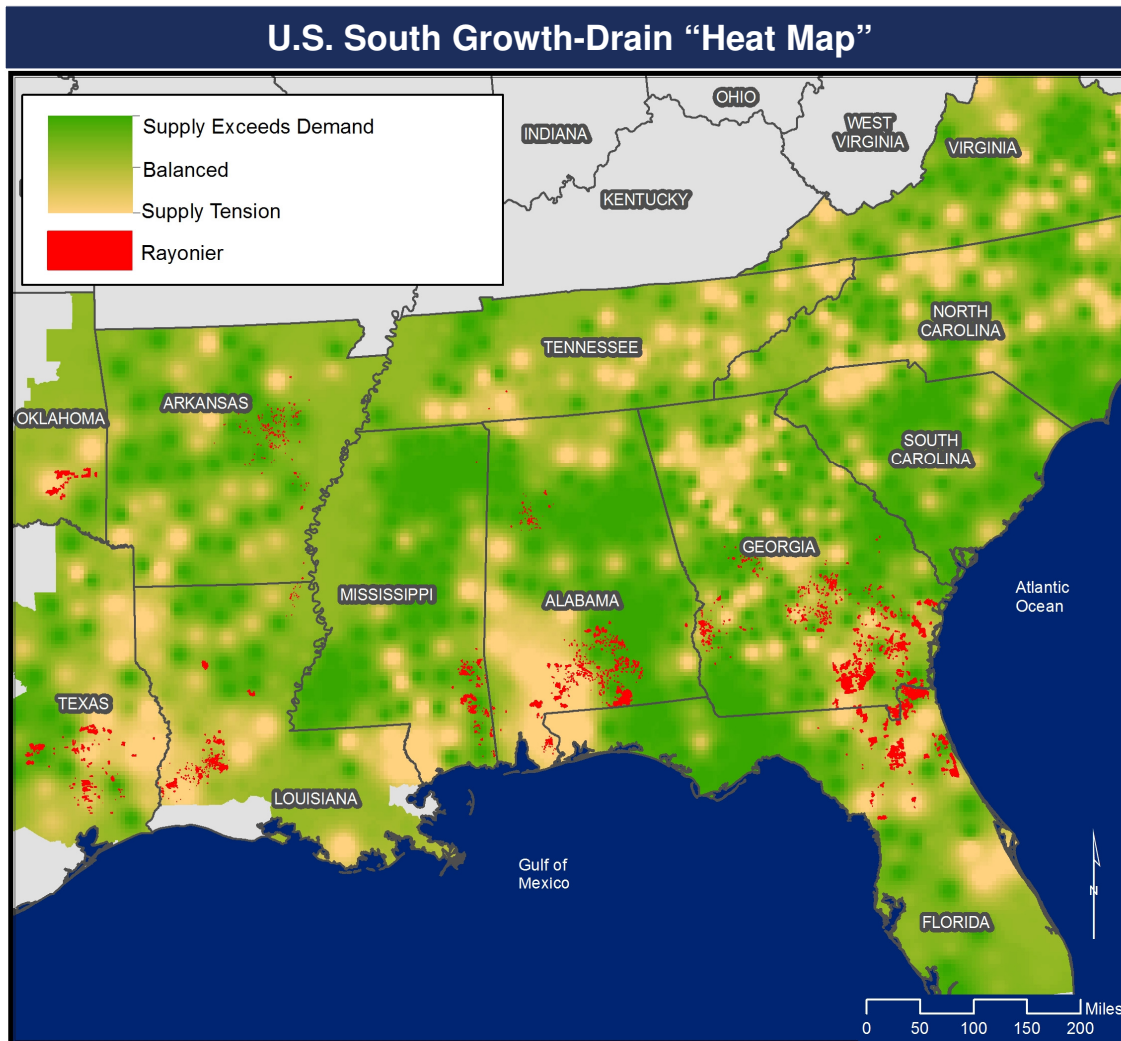 U.S. South Growth-Drain “Heat Map”
Supply Exceeds Demand
Balanced
Supply Tension
Rayonier
OHIO
INDIANA
WEST
VIRGINIA
VIRGINIA
KENTUCKY
NORTH
CAROLINA
TENNESSEE
ARKANSAS
OKLAHOMA
SOUTH
CAROLINA
GEORGIA
MISSISSIPPI
ALABAMA
Atlantic
Ocean
TEXAS
LOUISIANA
Gulf of
Mexico
N
FLORIDA
Miles
0 50 100 150 200